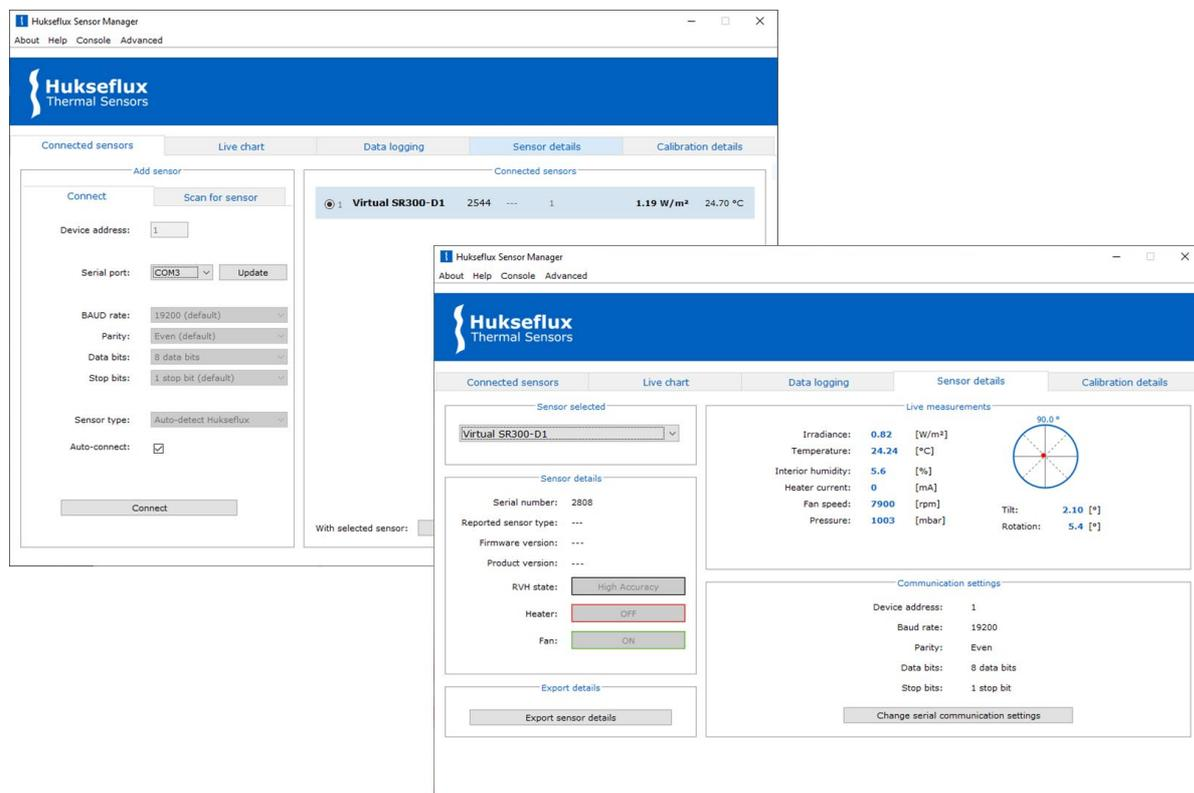 Hukseflux Sensor Manager
About Help Console Advanced
Hukseflux
Thermal Sensors
Connected sensors Live chart Data logging Sensor details Calibration details
Add sensor
Connect Scan for sensor
Device address: 1
Serial port: COM3 Update
BAUD rate: 19200 (default)
Parity: Even (default)
Data bits: 8 data bits
Stop bits: 1 stop bit (default)
Sensor type: Auto-detect Hukseflux
Auto-connect:
Connect
Connected sensors
1 Virtual SR300-D1 2544 --- 1 1.19 W/m² 24.70 °C
With selected sensor:
Hukseflux Sensor Manager
About Help Console Advanced
Hukseflux
Thermal Sensors
Connected sensors Live chart Data logging Sensor details Calibration details
Sensor selected
Virtual SR300-D1
Sensor details
Serial number: 2808
Reported sensor type: ---
Firmware version: ---
Product version: ---
RVH state: High Accuracy
Heater: OFF
Fan: ON
Export details
Export sensor details
Live measurements
Irradiance: 0.82 [W/m²]
Temperature: 24.24 [°C]
Interior humidity: 5.6 [%]
Heater current: 0 [mA]
Fan speed: 7900 [rpm]
Pressure: 1003 [mbar]
90.0 °
Tilt: 2.10 [°]
Rotation: 5.4 [°]
Communication settings
Device address: 1
Baud rate: 19200
Parity: Even
Data bits: 8 data bits
Stop bits: 1 stop bit
Change serial communication settings